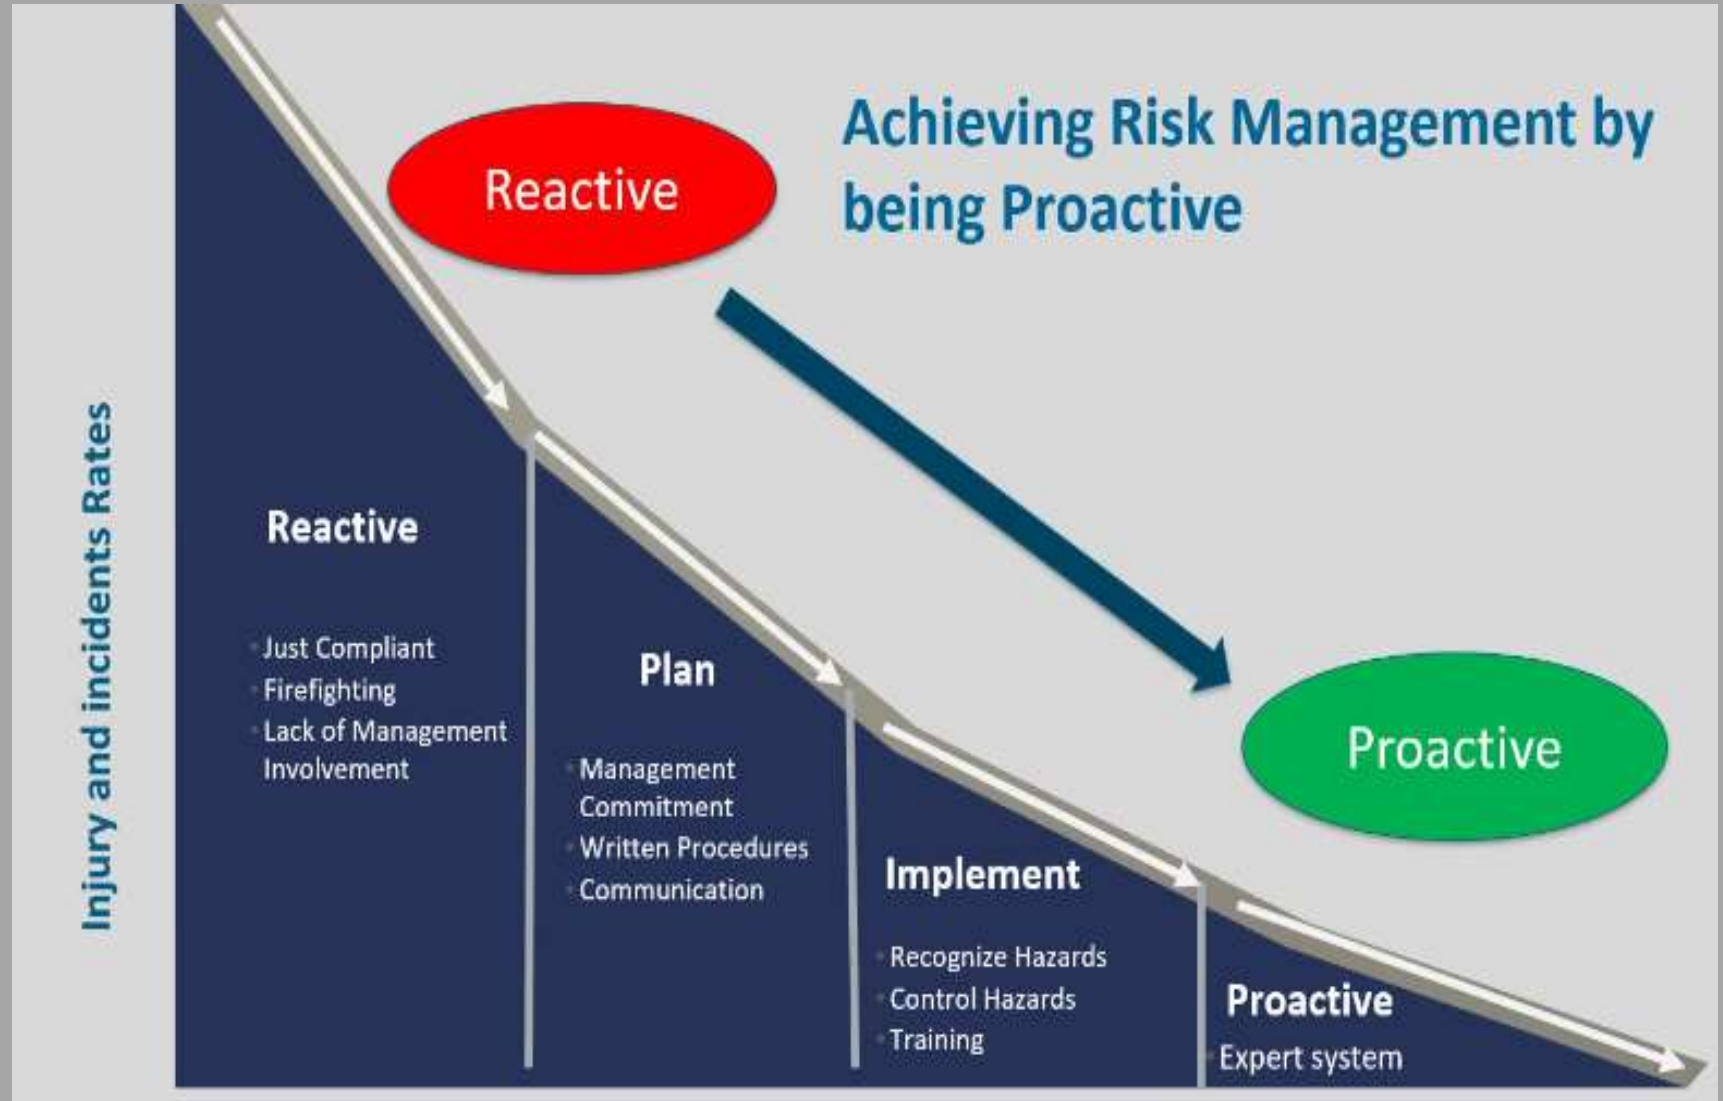 Achieving Risk Management by
being Proactive
Reactive
Proactive
Injury and incidents Rates
Reactive
Just Compliant
Firefighting
Lack of Management
Involvement
Plan
Management
Commitment
Written Procedures
Communication
Implement
Recognize Hazards
Control Hazards
Training
Proactive
Expert system